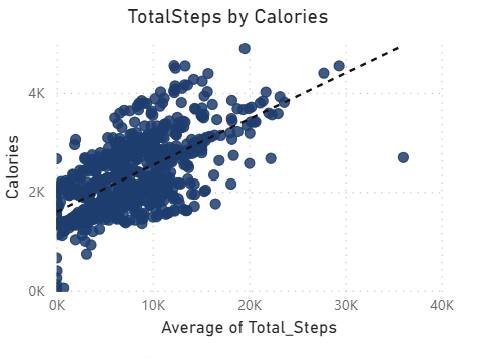 TotalSteps by Calories
4K
2K
0K
Calories
0K 10K 20K 30K 40K
Average of Total_Steps